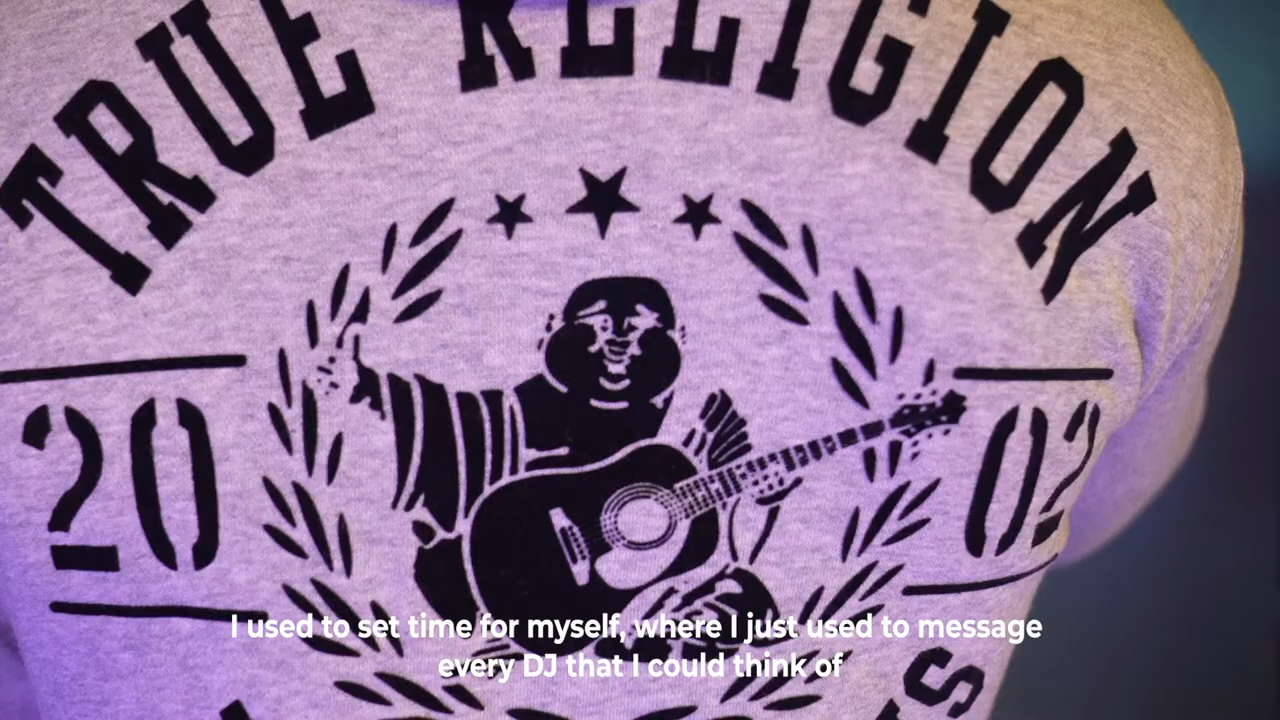 TRUE RELIGION
20 02
I used to set time for myself, where I just used to message
every DJ that I could think of